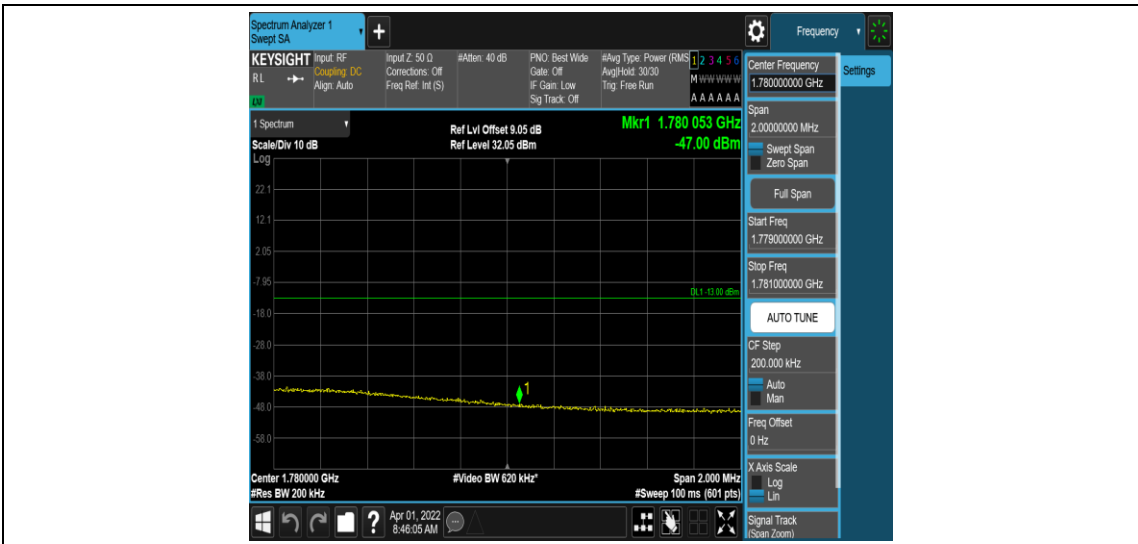 Spectrum Analyzer 1
Swept SA
+
Frequency
KEYSIGHT
RL
LXI
Input: RF
Coupling: DC
Align: Auto
Input Z: 50 Ω
Corrections: Off
Freq Ref: Int (S)
#Atten: 40 dB
PNO: Best Wide
Gate: Off
IF Gain: Low
Sig Track: Off
#Avg Type: Power (RMS
Avg|Hold: 30/30
Trig: Free Run
1 2 3 4 5 6
M W W W W W
A A A A A A
1 Spectrum
Scale/Div 10 dB
Log
Ref Lvl Offset 9.05 dB
Ref Level 32.05 dBm
Mkr1 1.780 053 GHz
-47.00 dBm
22.1
12.1
2.05
-7.95
DL1 -13.00 dBm
-18.0
-28.0
-38.0
1
-48.0
-58.0
Center 1.780000 GHz
#Res BW 200 kHz
#Video BW 620 kHz*
Span 2.000 MHz
#Sweep 100 ms (601 pts)
Center Frequency
1.780000000 GHz
Settings
Span
2.00000000 MHz
Swept Span
Zero Span
Full Span
Start Freq
1.779000000 GHz
Stop Freq
1.781000000 GHz
AUTO TUNE
CF Step
200.000 kHz
Auto
Man
Freq Offset
0 Hz
X Axis Scale
Log
Lin
Signal Track
(Span Zoom)
?
Apr 01, 2022
8:46:05 AM